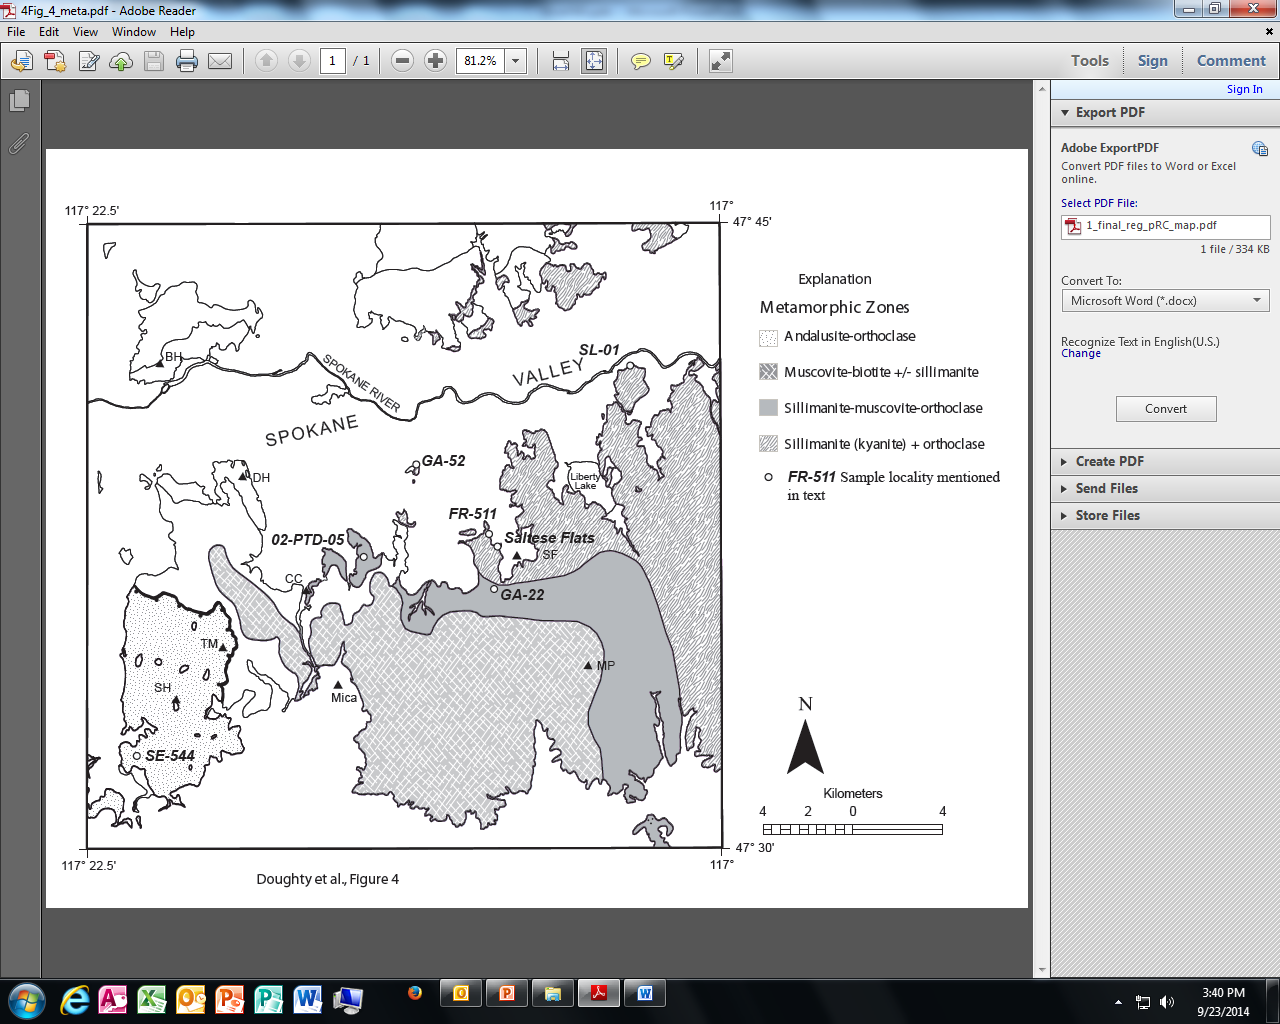 4Fig_4_meta.pdf - Adobe Reader
File Edit View Window Help
1 / 1
81.2%
Tools
Sign
Comment
Sign In
Export PDF
Adobe ExportPDF
Convert PDF files to Word or Excel
online.
Select PDF File:
1_final_reg_pRC_map.pdf
1 file / 334 KB
Convert To:
Microsoft Word (*.docx)
Recognize Text in English(U.S.)
Change
Convert
Create PDF
Edit PDF
Send Files
Store Files
117° 22.5'
117°
47° 45'
BH
SPOKANE RIVER
VALLEY
SL-01
SPOKANE
GA-52
DH
Liberty
Lake
FR-511
02-PTD-05
Saltese Flats
SF
CC
GA-22
TM
MP
SH
Mica
SE-544
117° 22.5'
117°
47° 30'
Doughty et al., Figure 4
Explanation
Metamorphic Zones
Andalusite-orthoclase
Muscovite-biotite +/- sillimanite
Sillimanite-muscovite-orthoclase
Sillimanite (kyanite) + orthoclase
FR-511 Sample locality mentioned
in text
N
Kilometers
4 2 0 4
3:40 PM
9/23/2014